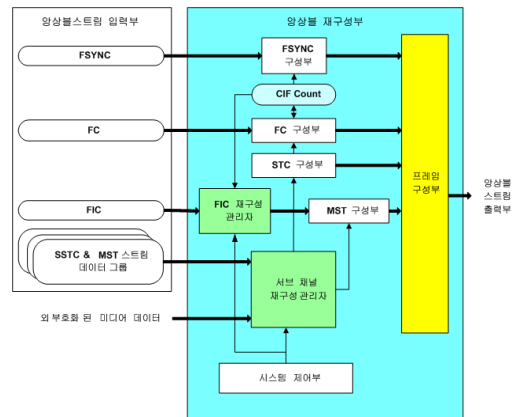 앙상블스트림 입력부
앙상블 재구성부
FSYNC
FSYNC
구성부
CIF Count
FC
FC 구성부
STC 구성부
프레임
구성부
앙상블
스트림
출력부
FIC
FIC 재구성
관리자
MST 구성부
SSTC & MST 스트림
데이터 그룹
서브 채널
재구성 관리자
외부호화 된 미디어 데이터
시스템 제어부